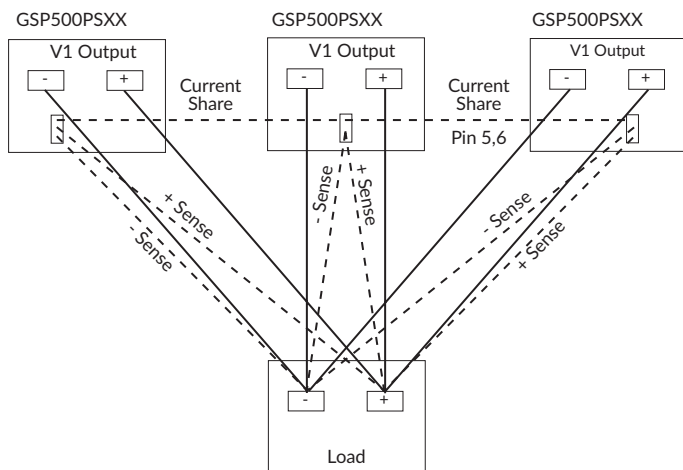 GSP500PSXX
GSP500PSXX
GSP500PSXX
V1 Output
V1 Output
V1 Output
-
+
-
+
-
+
Current
Share
Current
Share
Pin 5,6
+ Sense
- Sense
- Sense
+ Sense
- Sense
+ Sense
-
+
Load